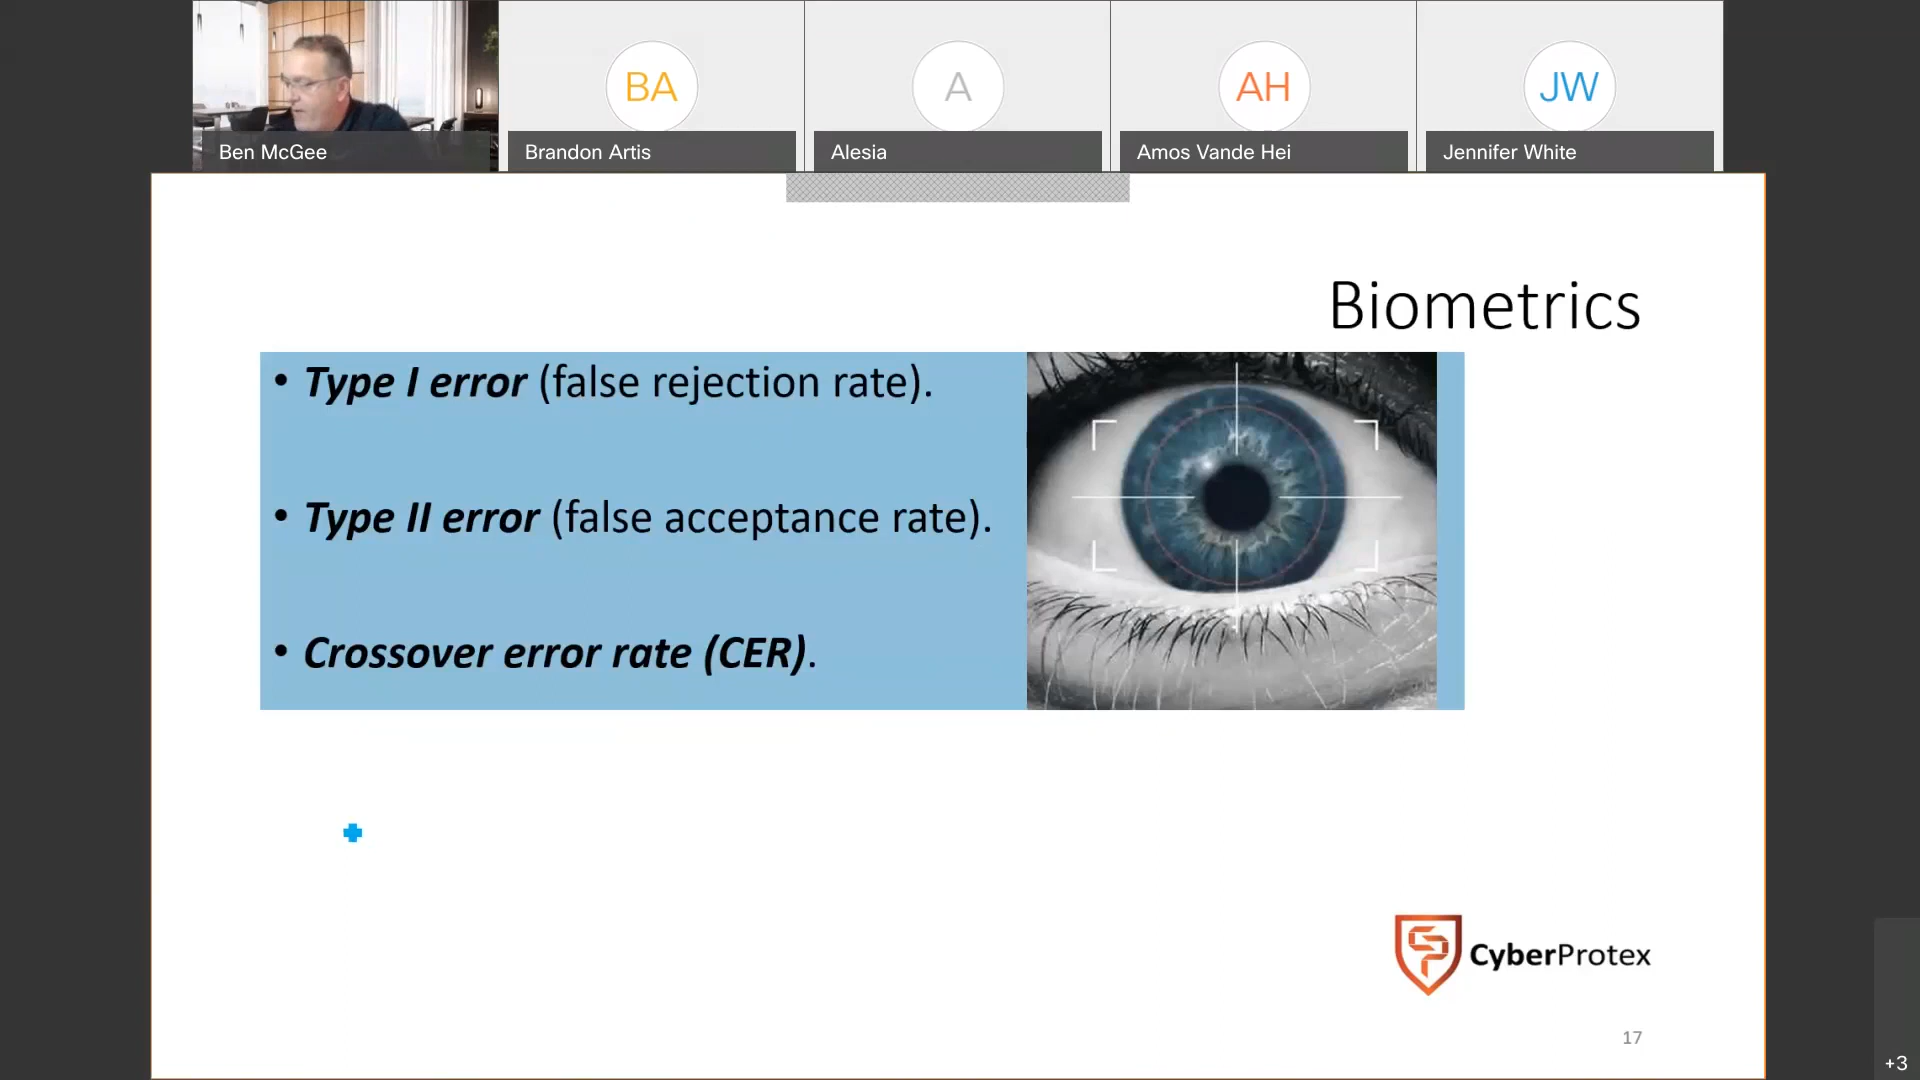 BA
A
AH
JW
Ben McGee
Brandon Artis
Alesia
Amos Vande Hei
Jennifer White
Biometrics
• Type I error (false rejection rate).
• Type II error (false acceptance rate).
• Crossover error rate (CER).
CyberProtex
17
+3